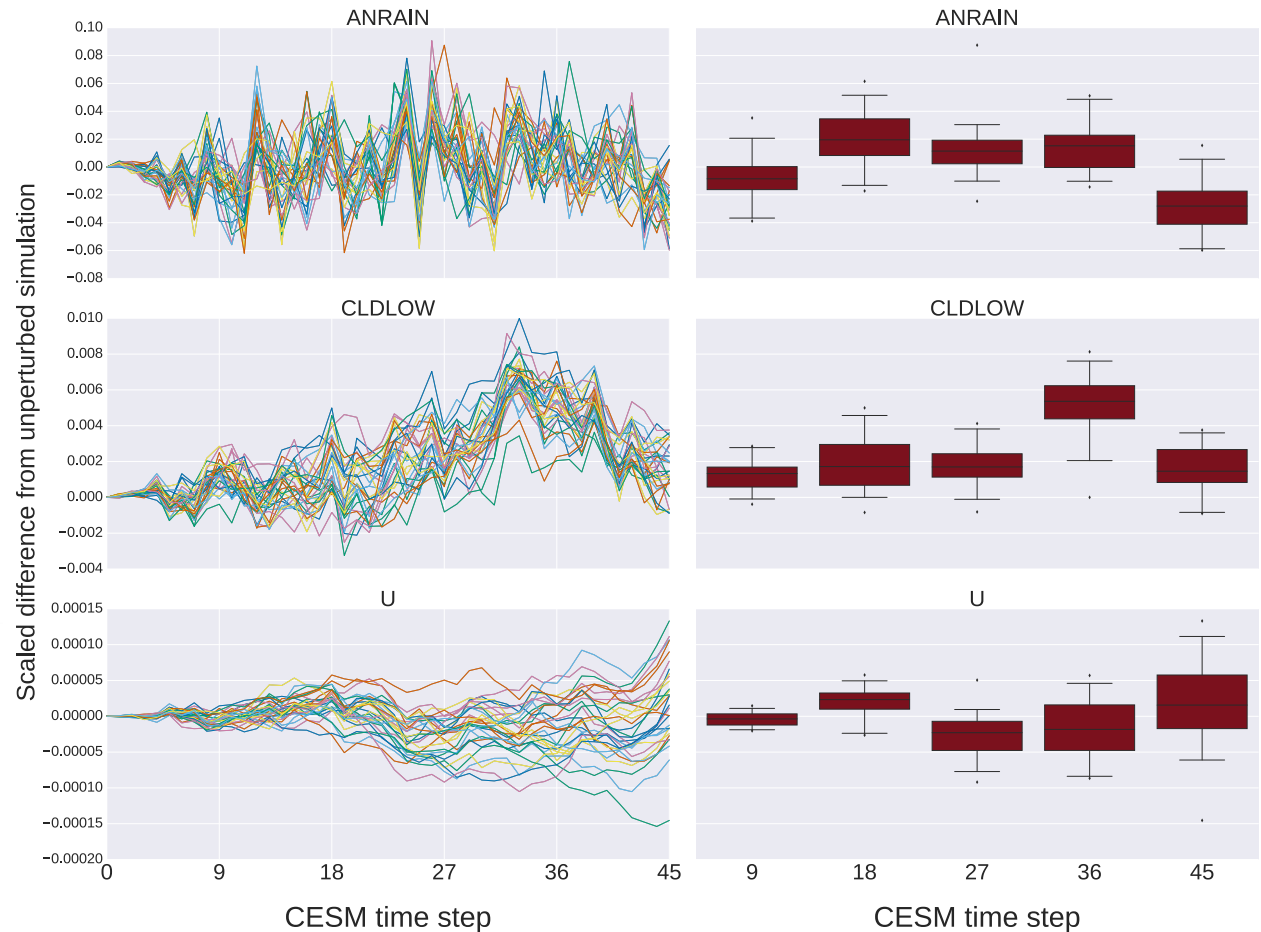 ANRAIN
ANRAIN
0.10
0.08
0.06
0.04
0.02
0.00
−0.02
−0.04
−0.06
−0.08
CLDLOW
CLDLOW
0.010
0.008
0.006
0.004
0.002
0.000
−0.002
−0.004
U
U
0.00015
0.00010
0.00005
0.00000
−0.00005
−0.00010
−0.00015
−0.00020
Scaled difference from unperturbed simulation
0 9 18 27 36 45
9 18 27 36 45
CESM time step
CESM time step